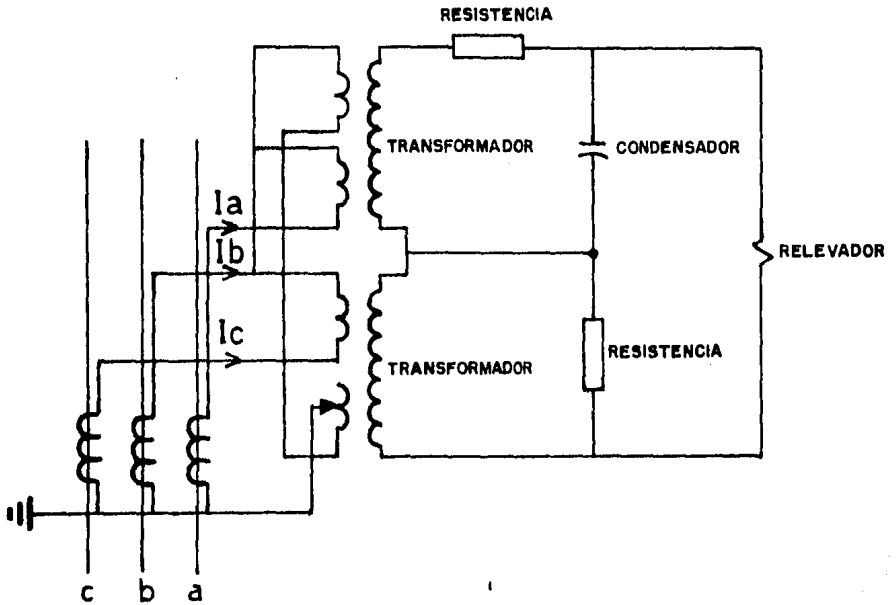 RESISTENCIA
TRANSFORMADOR
CONDENSADOR
Ia
Ib
RELEVADOR
Ic
RESISTENCIA
TRANSFORMADOR
c b a